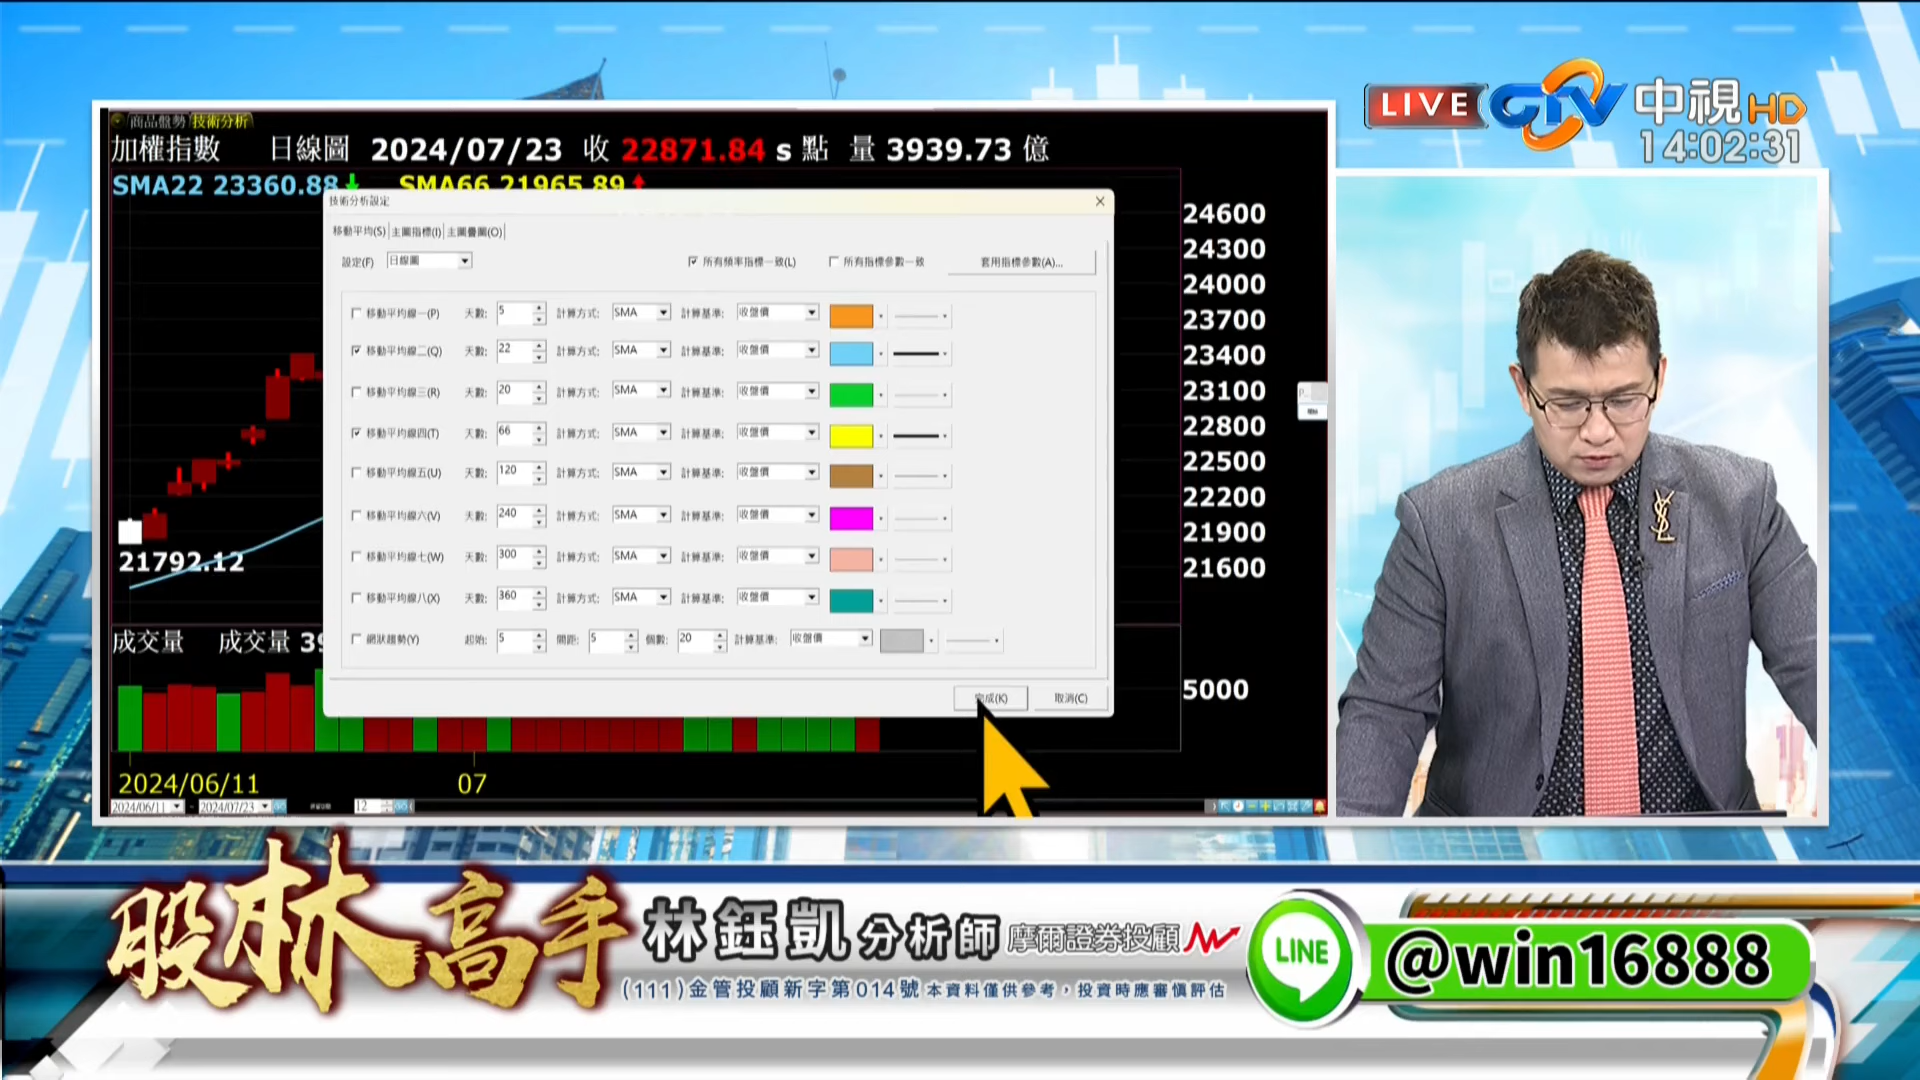 LIVE CTV 中視HD
14:02:31
商品盤勢 技術分析
加權指數 日線圖 2024/07/23 收 22871.84 s 點 量 3939.73 億
SMA22 23360.88↓ SMA66 21965.89↑
技術分析設定
移動平均(S) 主圖指標(I) 主圖疊圖(O)
設定(F) 日線圖 所有頻率指標一致(L) 所有指標參數一致 套用指標參數(A)...
移動平均線一(P) 天數: 5 計算方式: SMA 計算基準: 收盤價
移動平均線二(Q) 天數: 22 計算方式: SMA 計算基準: 收盤價
移動平均線三(R) 天數: 20 計算方式: SMA 計算基準: 收盤價
移動平均線四(T) 天數: 66 計算方式: SMA 計算基準: 收盤價
移動平均線五(U) 天數: 120 計算方式: SMA 計算基準: 收盤價
移動平均線六(V) 天數: 240 計算方式: SMA 計算基準: 收盤價
移動平均線七(W) 天數: 300 計算方式: SMA 計算基準: 收盤價
移動平均線八(X) 天數: 360 計算方式: SMA 計算基準: 收盤價
網狀趨勢(Y) 起始: 5 間距: 5 個數: 20 計算基準: 收盤價
完成(K) 取消(C)
24600
24300
24000
23700
23400
23100
22800
22500
22200
21900
21600
21792.12
成交量 成交量 39
5000
2024/06/11 07
2024/06/11 - 2024/07/23 12
股林高手
林鈺凱 分析師 摩爾證券投顧
(111)金管投顧新字第014號 本資料僅供參考，投資時應審慎評估
LINE @win16888